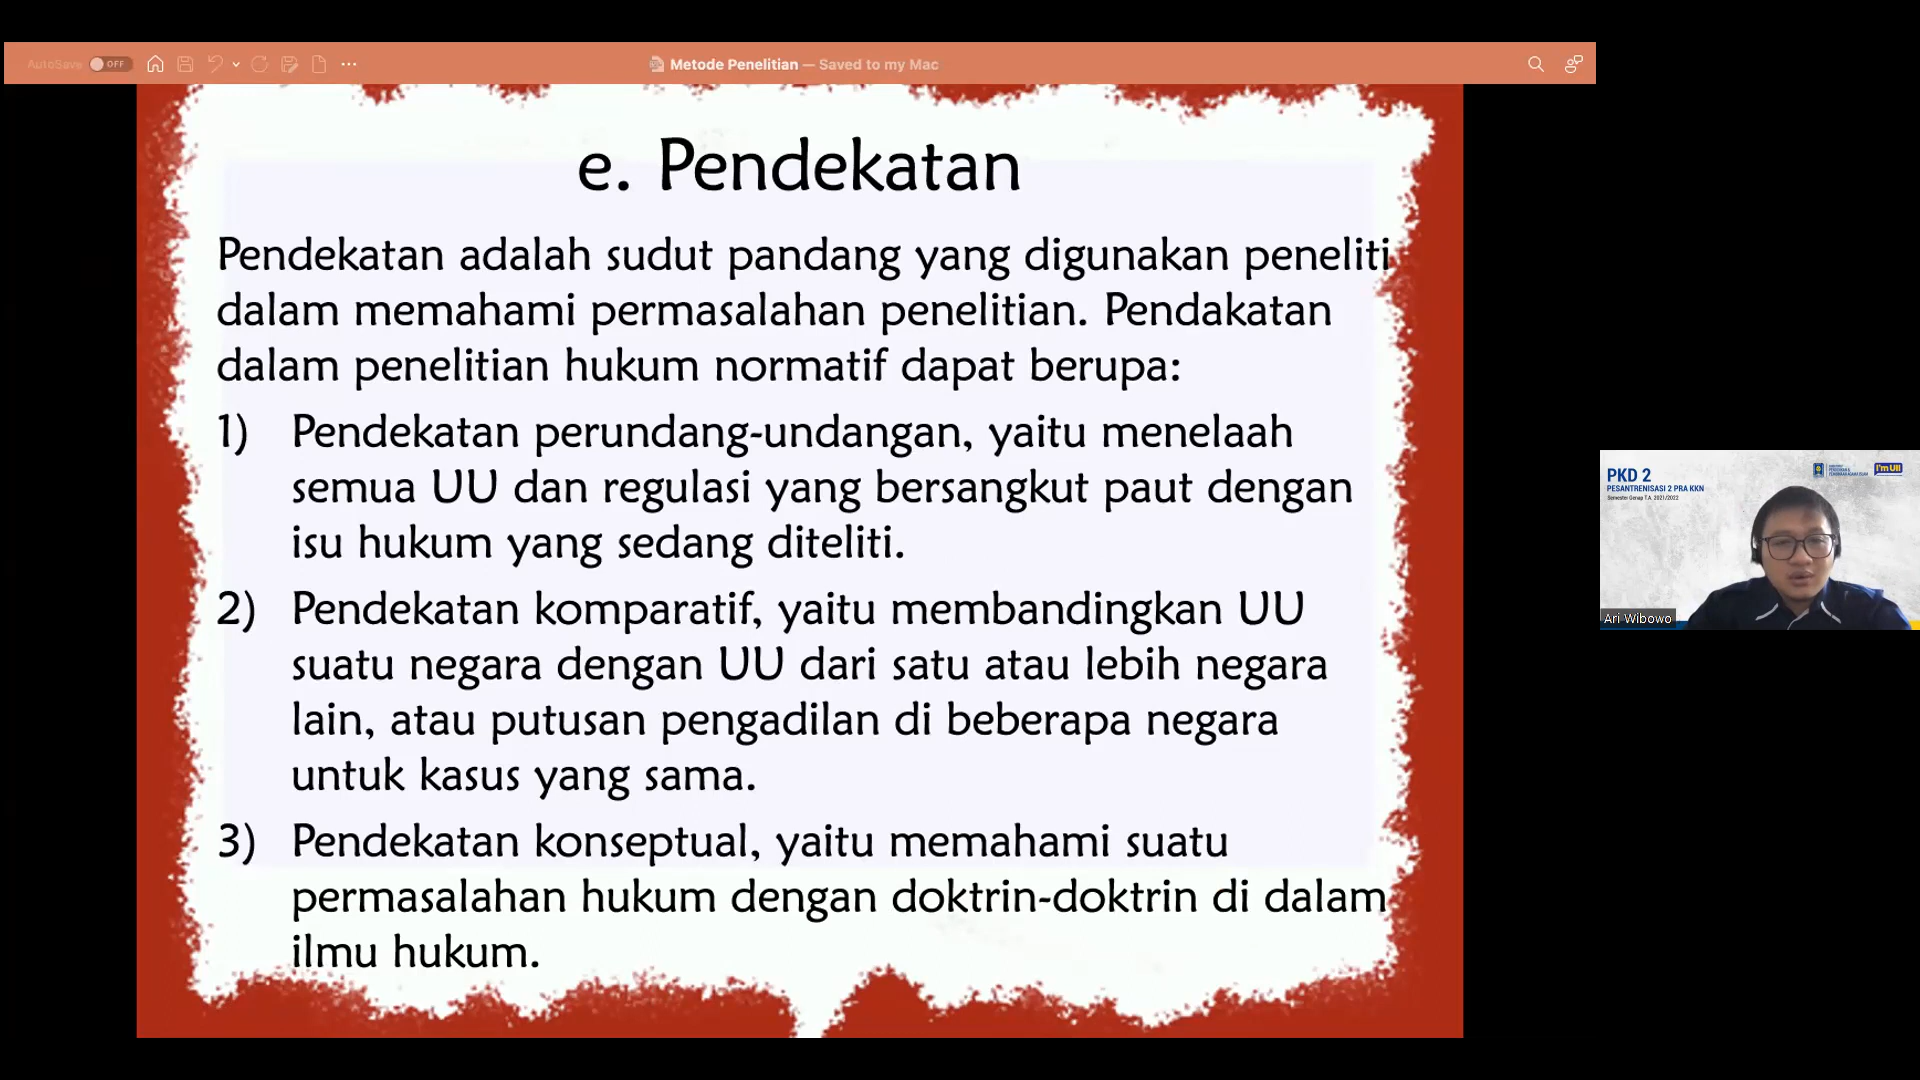 AutoSave OFF
Metode Penelitian — Saved to my Mac
e. Pendekatan
Pendekatan adalah sudut pandang yang digunakan peneliti
dalam memahami permasalahan penelitian. Pendakatan
dalam penelitian hukum normatif dapat berupa:
1) Pendekatan perundang-undangan, yaitu menelaah
semua UU dan regulasi yang bersangkut paut dengan
isu hukum yang sedang diteliti.
2) Pendekatan komparatif, yaitu membandingkan UU
suatu negara dengan UU dari satu atau lebih negara
lain, atau putusan pengadilan di beberapa negara
untuk kasus yang sama.
3) Pendekatan konseptual, yaitu memahami suatu
permasalahan hukum dengan doktrin-doktrin di dalam
ilmu hukum.
PKD 2
PESANTRENISASI 2 PRA KKN
Semester Genap T.A. 2021/2022
I'm UII
Ari Wibowo